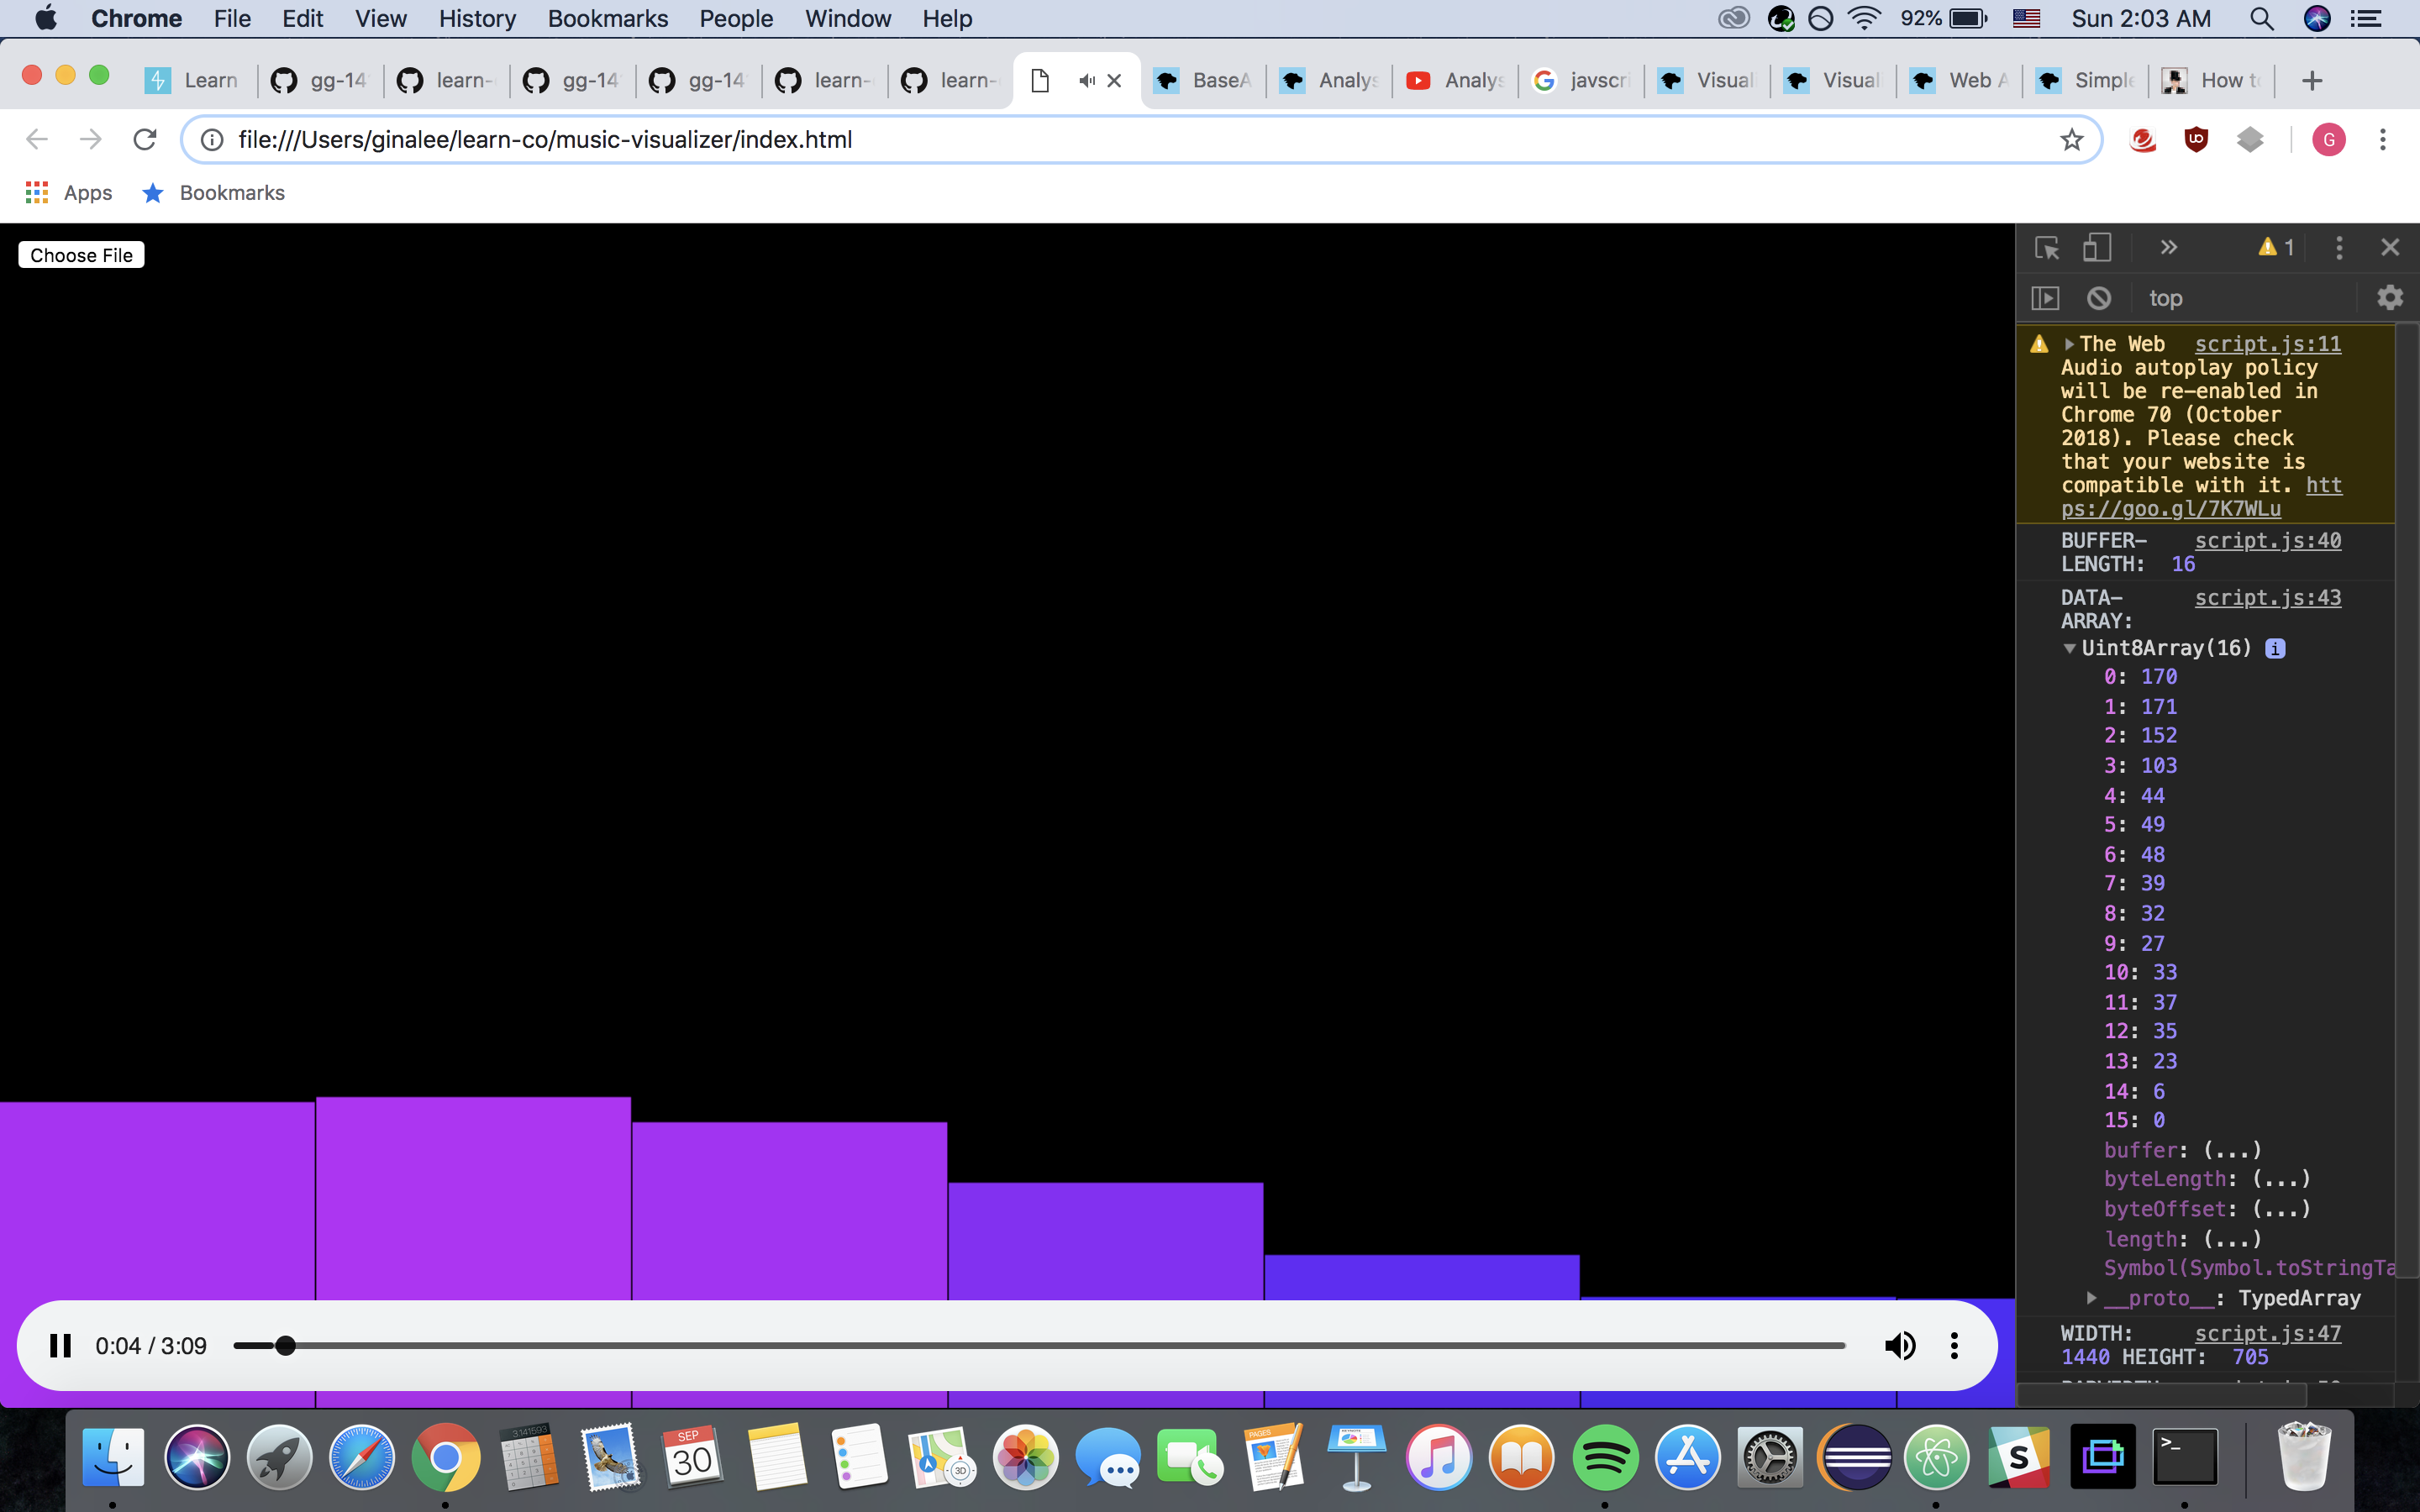 Chrome File Edit View History Bookmarks People Window Help 92% Sun 2:03 AM
Learn gg-14 learn- gg-14 gg-14 learn- learn- BaseA Analys Analys javscri Visual Visual Web A Simple How to
file:///Users/ginalee/learn-co/music-visualizer/index.html G
Apps Bookmarks
Choose File
1
top
The Web script.js:11
Audio autoplay policy
will be re-enabled in
Chrome 70 (October
2018). Please check
that your website is
compatible with it. htt
ps://goo.gl/7K7WLu
BUFFER- script.js:40
LENGTH: 16
DATA- script.js:43
ARRAY:
Uint8Array(16) i
0: 170
1: 171
2: 152
3: 103
4: 44
5: 49
6: 48
7: 39
8: 32
9: 27
10: 33
11: 37
12: 35
13: 23
14: 6
15: 0
buffer: (...)
byteLength: (...)
byteOffset: (...)
length: (...)
Symbol(Symbol.toStringTa
__proto__: TypedArray
WIDTH: script.js:47
1440 HEIGHT: 705
0:04 / 3:09
3.141593
SEP
30
3D
PAGES
S
>_